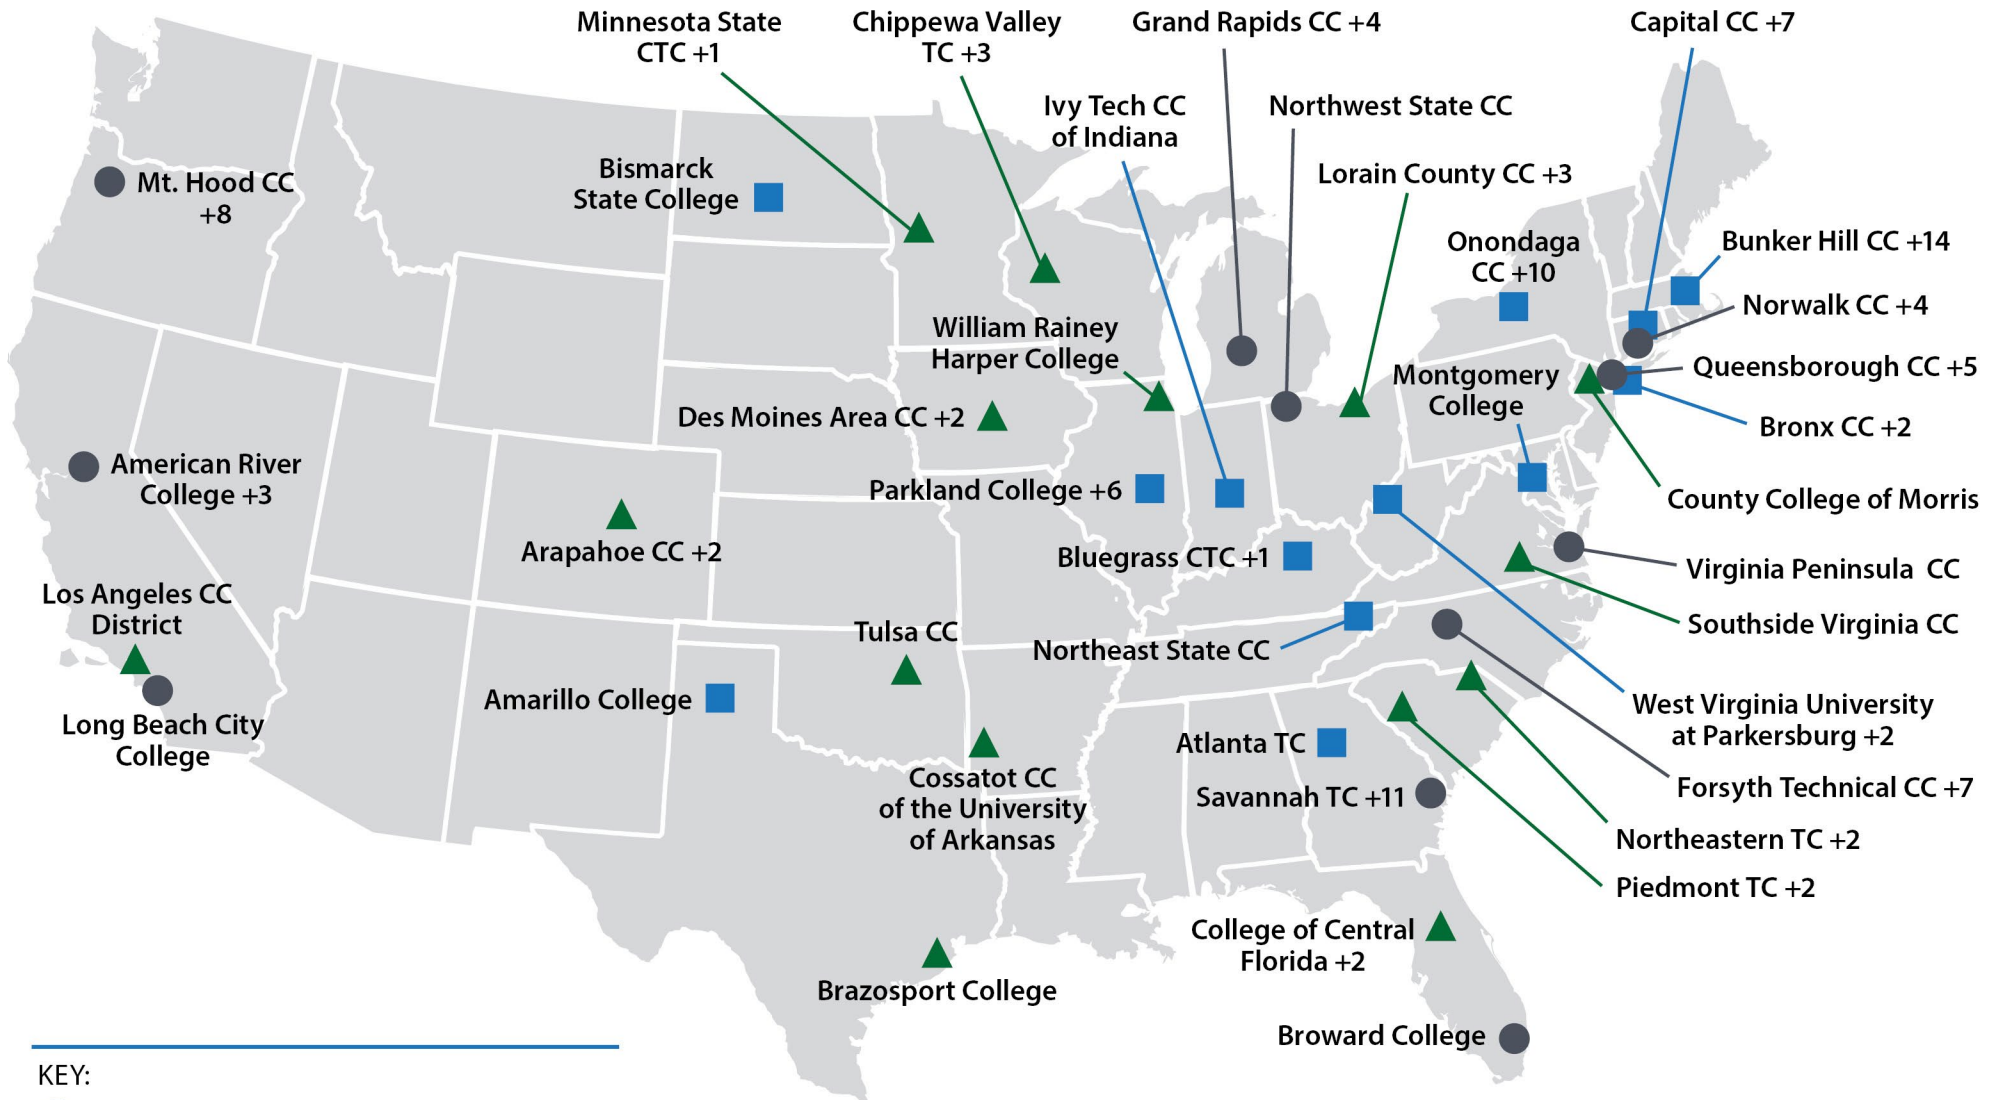 Minnesota State
CTC +1
Chippewa Valley
TC +3
Grand Rapids CC +4
Capital CC +7
Ivy Tech CC
of Indiana
Northwest State CC
Lorain County CC +3
Bismarck
State College
Mt. Hood CC
+8
Onondaga
CC +10
Bunker Hill CC +14
Norwalk CC +4
William Rainey
Harper College
Queensborough CC +5
Montgomery
College
Des Moines Area CC +2
Bronx CC +2
American River
College +3
Parkland College +6
County College of Morris
Arapahoe CC +2
Bluegrass CTC +1
Virginia Peninsula CC
Los Angeles CC
District
Southside Virginia CC
Tulsa CC
Northeast State CC
Amarillo College
West Virginia University
at Parkersburg +2
Long Beach City
College
Atlanta TC
Cossatot CC
of the University
of Arkansas
Savannah TC +11
Forsyth Technical CC +7
Northeastern TC +2
Piedmont TC +2
College of Central
Florida +2
Brazosport College
Broward College
KEY: